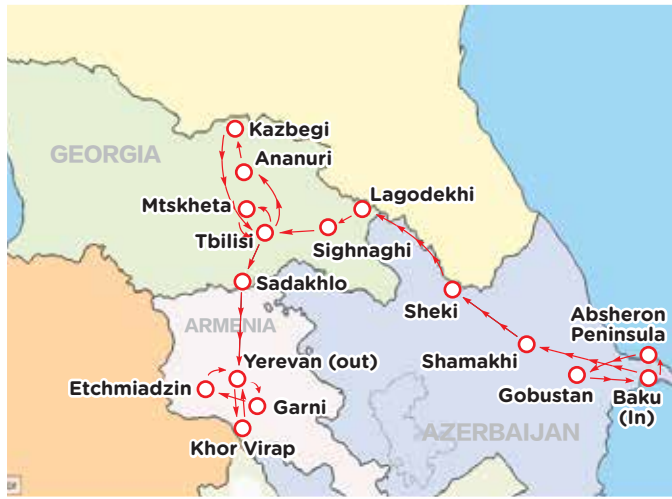 Kazbegi
GEORGIA
Ananuri
Mtskheta
Lagodekhi
Tbilisi
Sighnaghi
Sadakhlo
Sheki
Absheron
Peninsula
ARMENIA
Shamakhi
Yerevan (out)
Etchmiadzin
Gobustan
Baku
(In)
Garni
Khor Virap
AZERBAIJAN